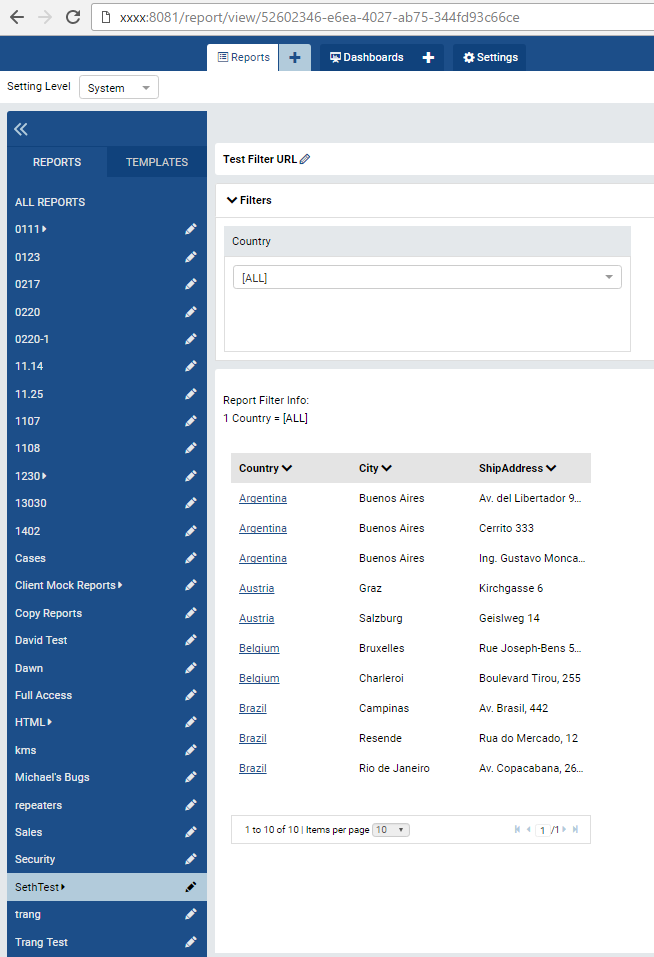 xxxx:8081/report/view/52602346-e6ea-4027-ab75-344fd93c66ce
Reports
Dashboards
Settings
Setting Level
System
REPORTS TEMPLATES
ALL REPORTS
0111
0123
0217
0220
0220-1
11.14
11.25
1107
1108
1230
13030
1402
Cases
Client Mock Reports
Copy Reports
David Test
Dawn
Full Access
HTML
kms
Michael's Bugs
repeaters
Sales
Security
SethTest
trang
Trang Test
Test Filter URL
Filters
Country
[ALL]
Report Filter Info:
1 Country = [ALL]
Country City ShipAddress
Argentina Buenos Aires Av. del Libertador 9...
Argentina Buenos Aires Cerrito 333
Argentina Buenos Aires Ing. Gustavo Monca...
Austria Graz Kirchgasse 6
Austria Salzburg Geislweg 14
Belgium Bruxelles Rue Joseph-Bens 5...
Belgium Charleroi Boulevard Tirou, 255
Brazil Campinas Av. Brasil, 442
Brazil Resende Rua do Mercado, 12
Brazil Rio de Janeiro Av. Copacabana, 26...
1 to 10 of 10 | Items per page 10 1 /1